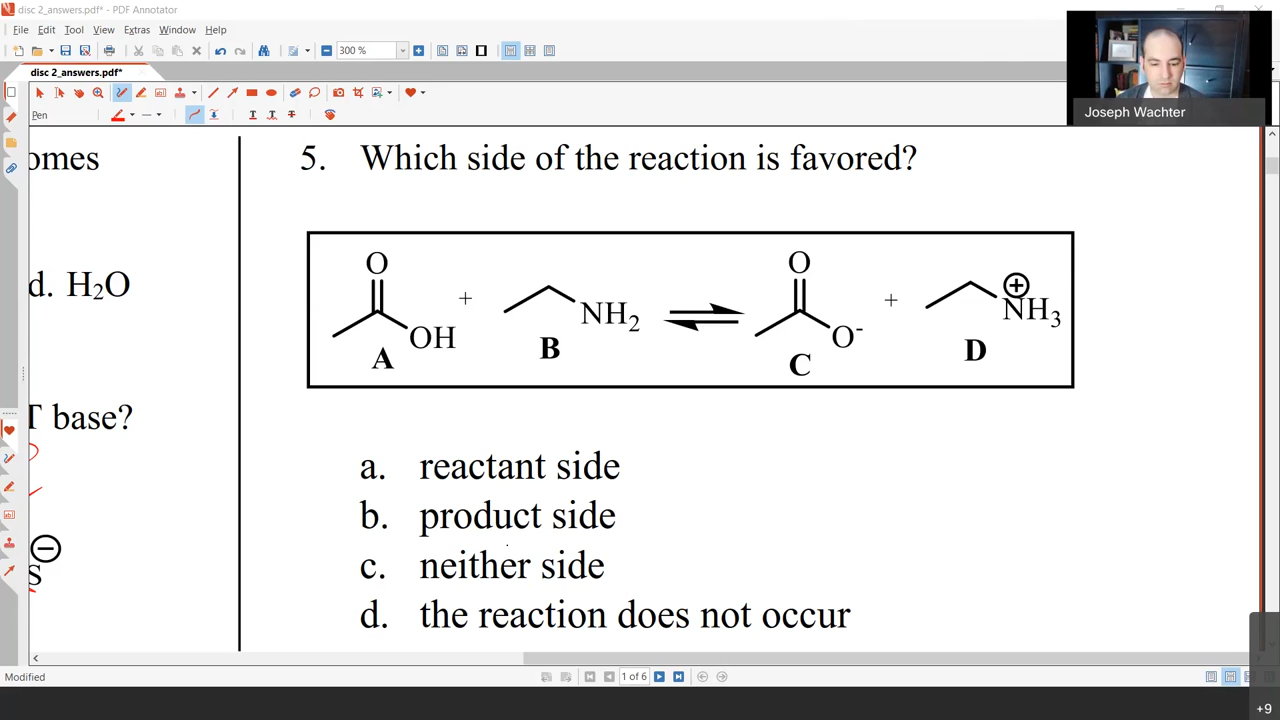 disc 2_answers.pdf* - PDF Annotator
File Edit Tool View Extras Window Help
300 %
disc 2_answers.pdf*
Pen
Joseph Wachter
omes
d. H₂O
T base?
S
5. Which side of the reaction is favored?
O OH A + NH₂ B ⇌ O O⁻ C + ⊕ NH₃ D
a. reactant side
b. product side
c. neither side
d. the reaction does not occur
Modified
1 of 6
+9